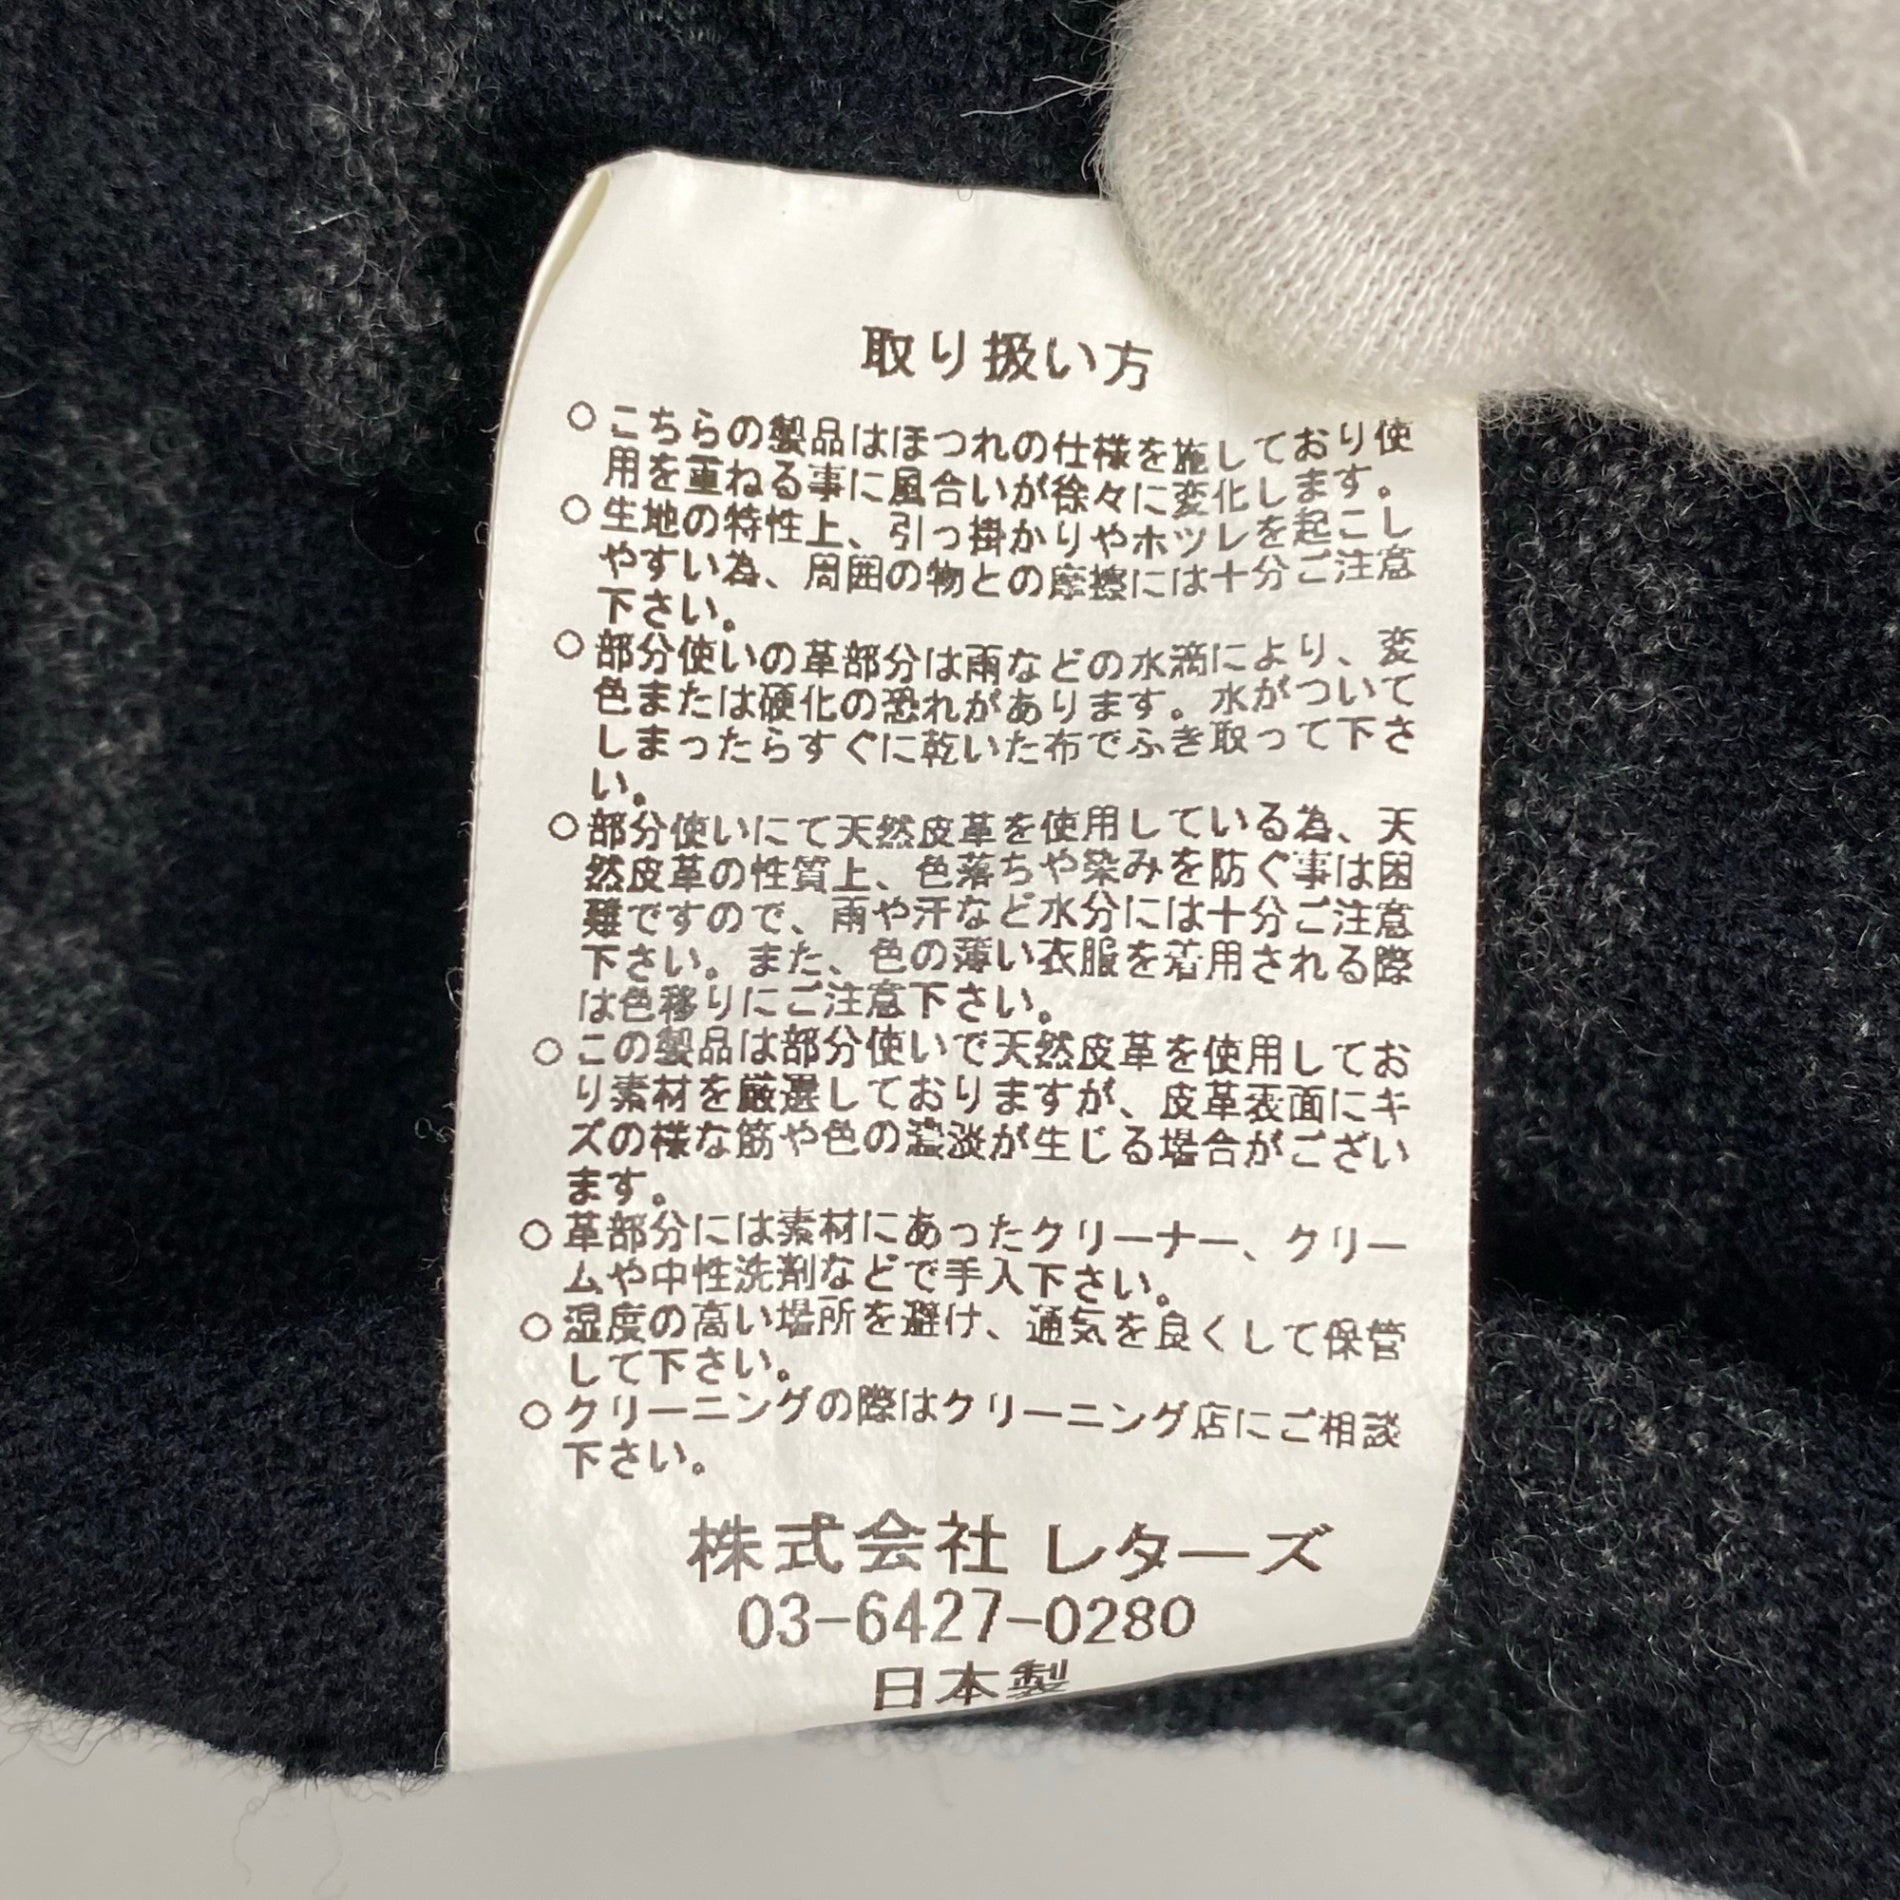 取り扱い方
○こちらの製品はほつれの仕様を施しており使
用を重ねる事に風合いが徐々に変化します。
○生地の特性上、引っ掛かりやホツレを起こし
やすい為、周囲の物との摩擦には十分ご注意
下さい。
○部分使いの革部分は雨などの水滴により、変
色または硬化の恐れがあります。水がついて
しまったらすぐに乾いた布でふき取って下さ
い。
○部分使いにて天然皮革を使用している為、天
然皮革の性質上、色落ちや染みを防ぐ事は困
難ですので、雨や汗など水分には十分ご注意
下さい。また、色の薄い衣服を着用される際
は色移りにご注意下さい。
○この製品は部分使いで天然皮革を使用してお
り素材を厳選しておりますが、皮革表面にキ
ズの様な筋や色の濃淡が生じる場合がござい
ます。
○革部分には素材にあったクリーナー、クリー
ムや中性洗剤などで手入下さい。
○湿度の高い場所を避け、通気を良くして保管
して下さい。
○クリーニングの際はクリーニング店にご相談
下さい。
株式会社 レターズ
03-6427-0280
日本製